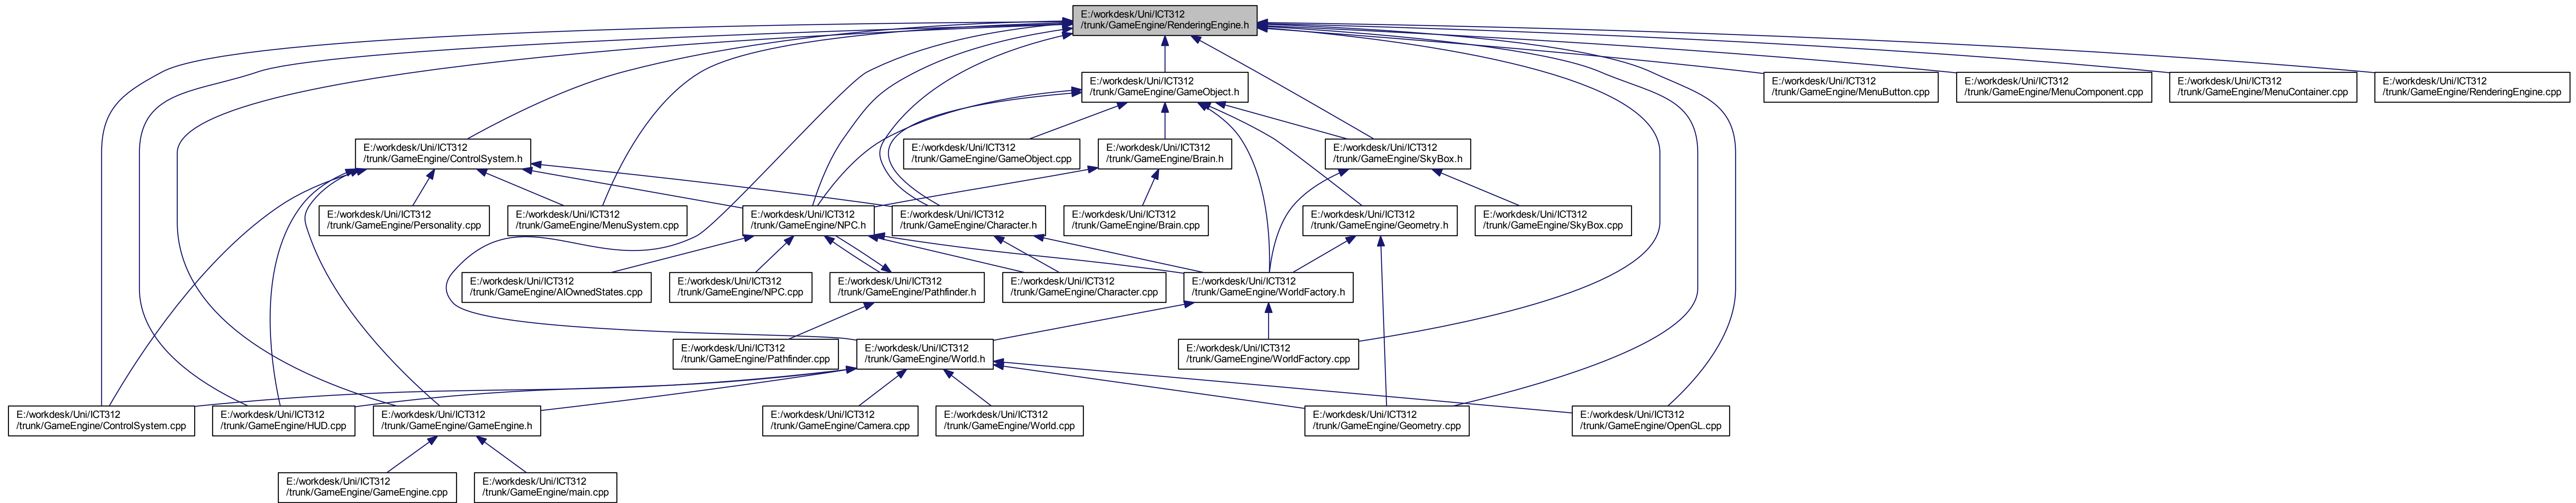 E:/workdesk/Uni/ICT312
/trunk/GameEngine/RenderingEngine.h
E:/workdesk/Uni/ICT312
/trunk/GameEngine/GameObject.h
E:/workdesk/Uni/ICT312
/trunk/GameEngine/MenuButton.cpp
E:/workdesk/Uni/ICT312
/trunk/GameEngine/MenuComponent.cpp
E:/workdesk/Uni/ICT312
/trunk/GameEngine/MenuContainer.cpp
E:/workdesk/Uni/ICT312
/trunk/GameEngine/RenderingEngine.cpp
E:/workdesk/Uni/ICT312
/trunk/GameEngine/ControlSystem.h
E:/workdesk/Uni/ICT312
/trunk/GameEngine/GameObject.cpp
E:/workdesk/Uni/ICT312
/trunk/GameEngine/Brain.h
E:/workdesk/Uni/ICT312
/trunk/GameEngine/SkyBox.h
E:/workdesk/Uni/ICT312
/trunk/GameEngine/Personality.cpp
E:/workdesk/Uni/ICT312
/trunk/GameEngine/MenuSystem.cpp
E:/workdesk/Uni/ICT312
/trunk/GameEngine/NPC.h
E:/workdesk/Uni/ICT312
/trunk/GameEngine/Character.h
E:/workdesk/Uni/ICT312
/trunk/GameEngine/Brain.cpp
E:/workdesk/Uni/ICT312
/trunk/GameEngine/Geometry.h
E:/workdesk/Uni/ICT312
/trunk/GameEngine/SkyBox.cpp
E:/workdesk/Uni/ICT312
/trunk/GameEngine/AIOwnedStates.cpp
E:/workdesk/Uni/ICT312
/trunk/GameEngine/NPC.cpp
E:/workdesk/Uni/ICT312
/trunk/GameEngine/Pathfinder.h
E:/workdesk/Uni/ICT312
/trunk/GameEngine/Character.cpp
E:/workdesk/Uni/ICT312
/trunk/GameEngine/WorldFactory.h
E:/workdesk/Uni/ICT312
/trunk/GameEngine/Pathfinder.cpp
E:/workdesk/Uni/ICT312
/trunk/GameEngine/World.h
E:/workdesk/Uni/ICT312
/trunk/GameEngine/WorldFactory.cpp
E:/workdesk/Uni/ICT312
/trunk/GameEngine/ControlSystem.cpp
E:/workdesk/Uni/ICT312
/trunk/GameEngine/HUD.cpp
E:/workdesk/Uni/ICT312
/trunk/GameEngine/GameEngine.h
E:/workdesk/Uni/ICT312
/trunk/GameEngine/Camera.cpp
E:/workdesk/Uni/ICT312
/trunk/GameEngine/World.cpp
E:/workdesk/Uni/ICT312
/trunk/GameEngine/Geometry.cpp
E:/workdesk/Uni/ICT312
/trunk/GameEngine/OpenGL.cpp
E:/workdesk/Uni/ICT312
/trunk/GameEngine/GameEngine.cpp
E:/workdesk/Uni/ICT312
/trunk/GameEngine/main.cpp